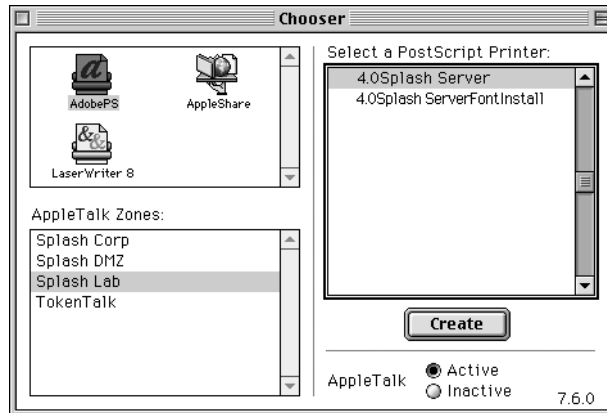 Chooser
AdobePS
AppleShare
LaserWriter 8
AppleTalk Zones:
Splash Corp
Splash DMZ
Splash Lab
TokenTalk
Select a PostScript Printer:
4.0Splash Server
4.0Splash ServerFontInstall
Create
AppleTalk
Active
Inactive
7.6.0